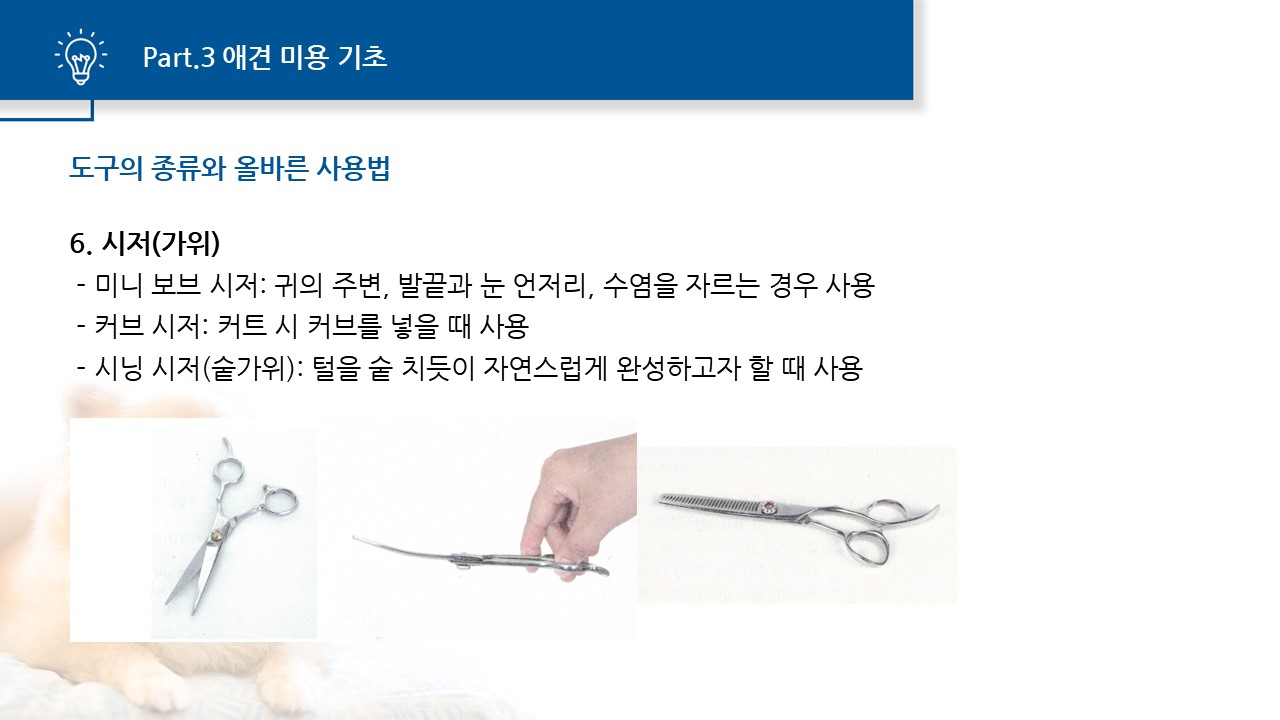 Part.3 애견 미용 기초
도구의 종류와 올바른 사용법
6. 시저(가위)
- 미니 보브 시저: 귀의 주변, 발끝과 눈 언저리, 수염을 자르는 경우 사용
- 커브 시저: 커트 시 커브를 넣을 때 사용
- 시닝 시저(숱가위): 털을 숱 치듯이 자연스럽게 완성하고자 할 때 사용